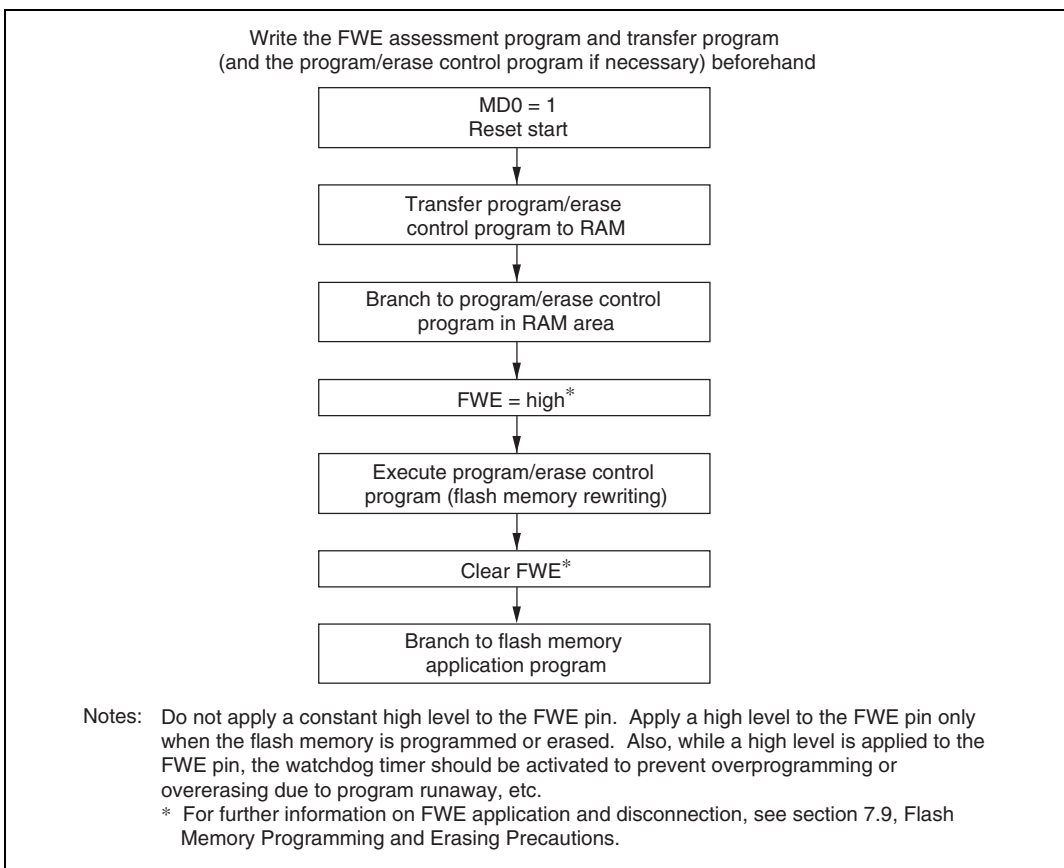 Write the FWE assessment program and transfer program
(and the program/erase control program if necessary) beforehand
MD0 = 1
Reset start
Transfer program/erase
control program to RAM
Branch to program/erase control
program in RAM area
FWE = high*
Execute program/erase control
program (flash memory rewriting)
Clear FWE*
Branch to flash memory
application program
Notes: Do not apply a constant high level to the FWE pin. Apply a high level to the FWE pin only
when the flash memory is programmed or erased. Also, while a high level is applied to the
FWE pin, the watchdog timer should be activated to prevent overprogramming or
overerasing due to program runaway, etc.
* For further information on FWE application and disconnection, see section 7.9, Flash
Memory Programming and Erasing Precautions.